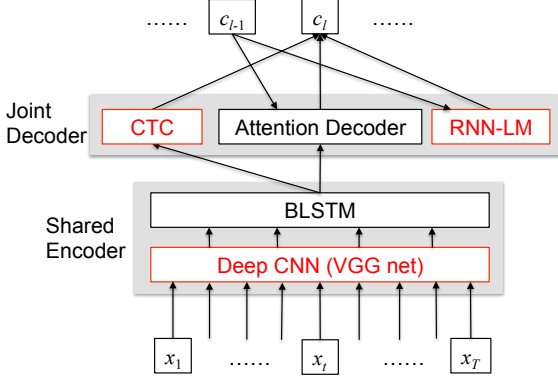 ...... c_{l-1} c_l ......
Joint
Decoder
CTC Attention Decoder RNN-LM
Shared
Encoder
BLSTM
Deep CNN (VGG net)
x_1 ...... x_t ...... x_T